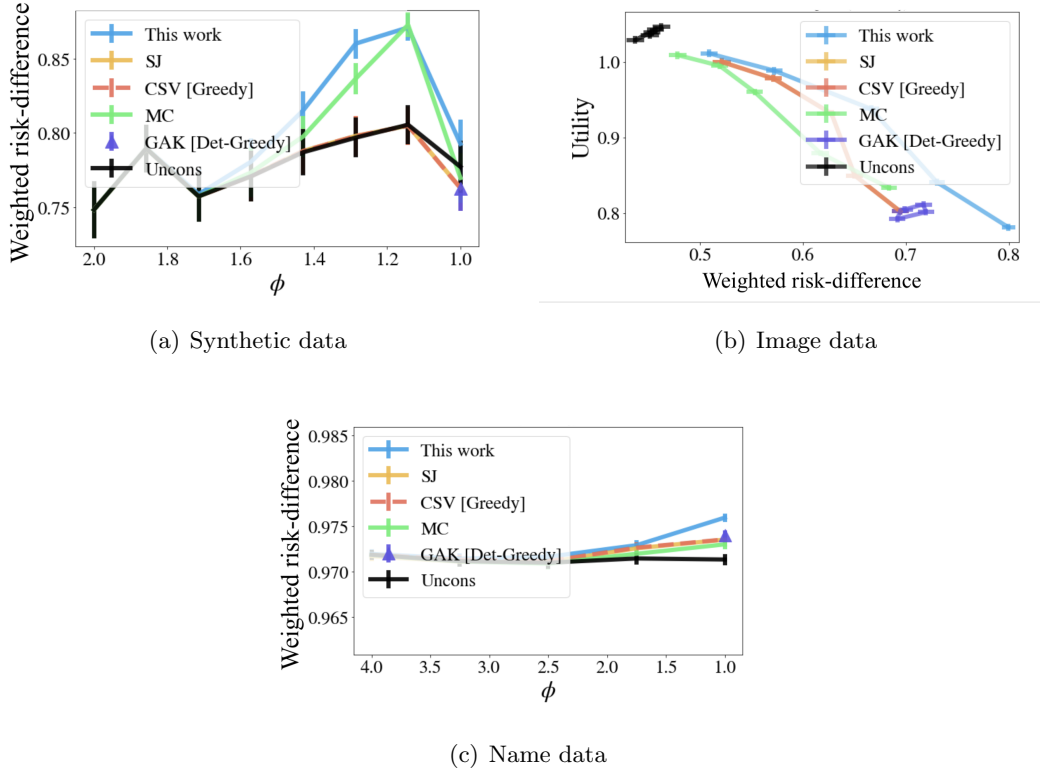 Weighted risk-difference
0.85
0.80
0.75
This work
SJ
CSV [Greedy]
MC
GAK [Det-Greedy]
Uncons
2.0 1.8 1.6 1.4 1.2 1.0
ϕ
(a) Synthetic data
Utility
1.0
0.9
0.8
This work
SJ
CSV [Greedy]
MC
GAK [Det-Greedy]
Uncons
0.5 0.6 0.7 0.8
Weighted risk-difference
(b) Image data
Weighted risk-difference
0.985
0.980
0.975
0.970
0.965
This work
SJ
CSV [Greedy]
MC
GAK [Det-Greedy]
Uncons
4.0 3.5 3.0 2.5 2.0 1.5 1.0
ϕ
(c) Name data